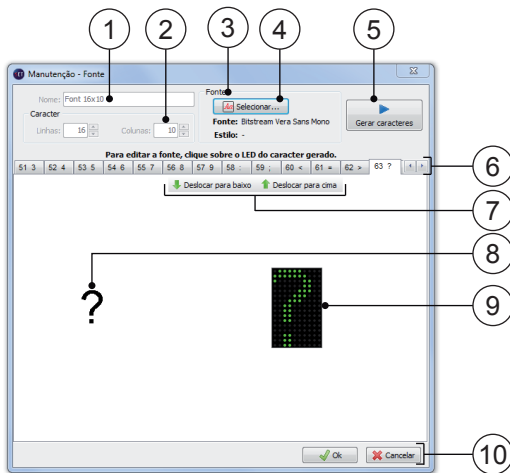 1
2
3
4
5
Manutenção - Fonte
Nome: Font 16x10
Caracter
Linhas: 16 Colunas: 10
Fonte
Selecionar...
Fonte: Bitstream Vera Sans Mono
Estilo: -
Gerar caracteres
Para editar a fonte, clique sobre o LED do caracter gerado.
51 3 52 4 53 5 54 6 55 7 56 8 57 9 58 : 59 ; 60 < 61 = 62 > 63 ?
6
Deslocar para baixo Deslocar para cima
7
8
?
9
Ok Cancelar
10